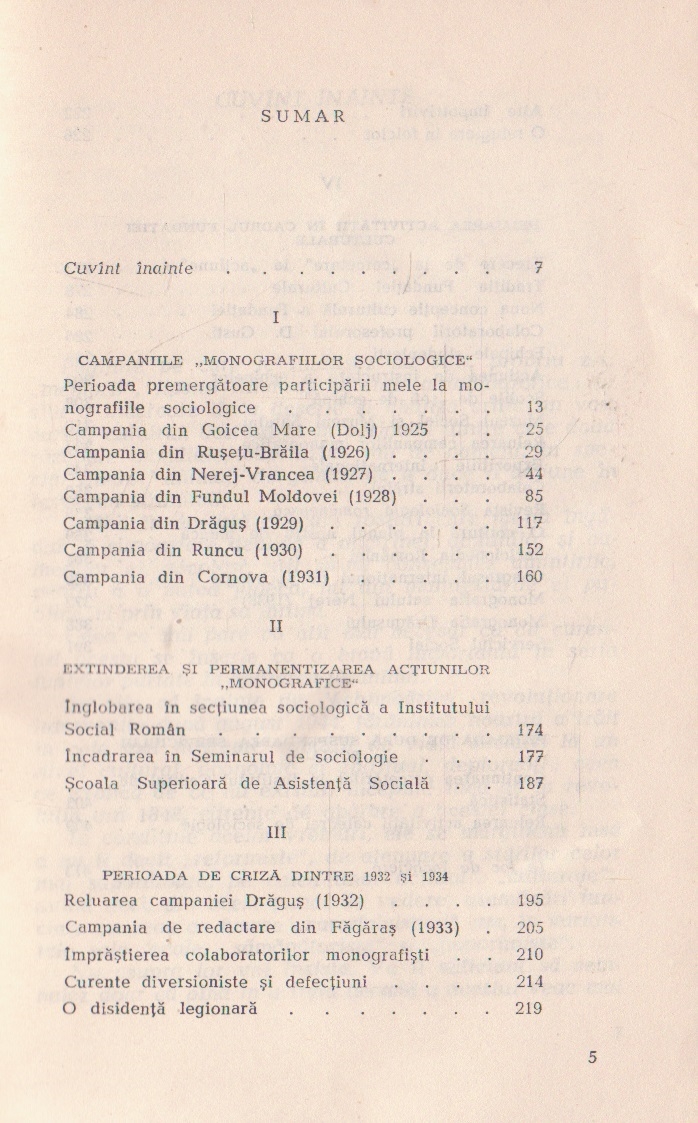 SUMAR
Cuvînt înainte . . . . . . . 7
I
CAMPANIILE „MONOGRAFIILOR SOCIOLOGICE“
Perioada premergătoare participării mele la mo-
nografiile sociologice . . . . . . . 13
Campania din Goicea Mare (Dolj) 1925 . . 25
Campania din Rușețu-Brăila (1926) . . . . 29
Campania din Nerej-Vrancea (1927) . . . . 44
Campania din Fundul Moldovei (1928) . . . 85
Campania din Drăguș (1929) . . . . . . 117
Campania din Runcu (1930) . . . . . . 152
Campania din Cornova (1931) . . . . . . 160
II
EXTINDEREA ȘI PERMANENTIZAREA ACȚIUNILOR
„MONOGRAFICE“
Înglobarea în secțiunea sociologică a Institutului
Social Român . . . . . . . . . 174
Încadrarea în Seminarul de sociologie . . . 177
Școala Superioară de Asistență Socială . . 187
III
PERIOADA DE CRIZĂ DINTRE 1932 și 1934
Reluarea campaniei Drăguș (1932) . . . . 195
Campania de redactare din Făgăraș (1933) . 205
Împrăștierea colaboratorilor monografiști . . 210
Curente diversioniste și defecțiuni . . . . 214
O disidență legionară . . . . . . . 219
5